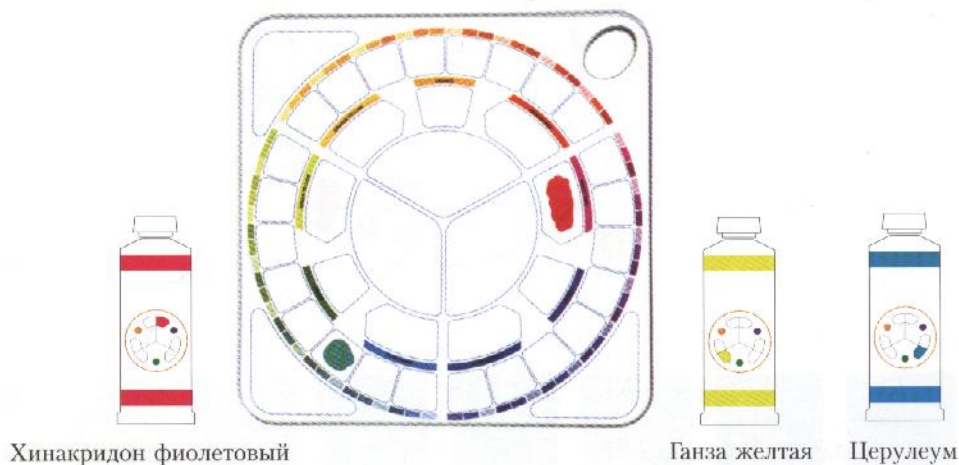 Хинакридон фиолетовый
Ганза желтая
Церулеум